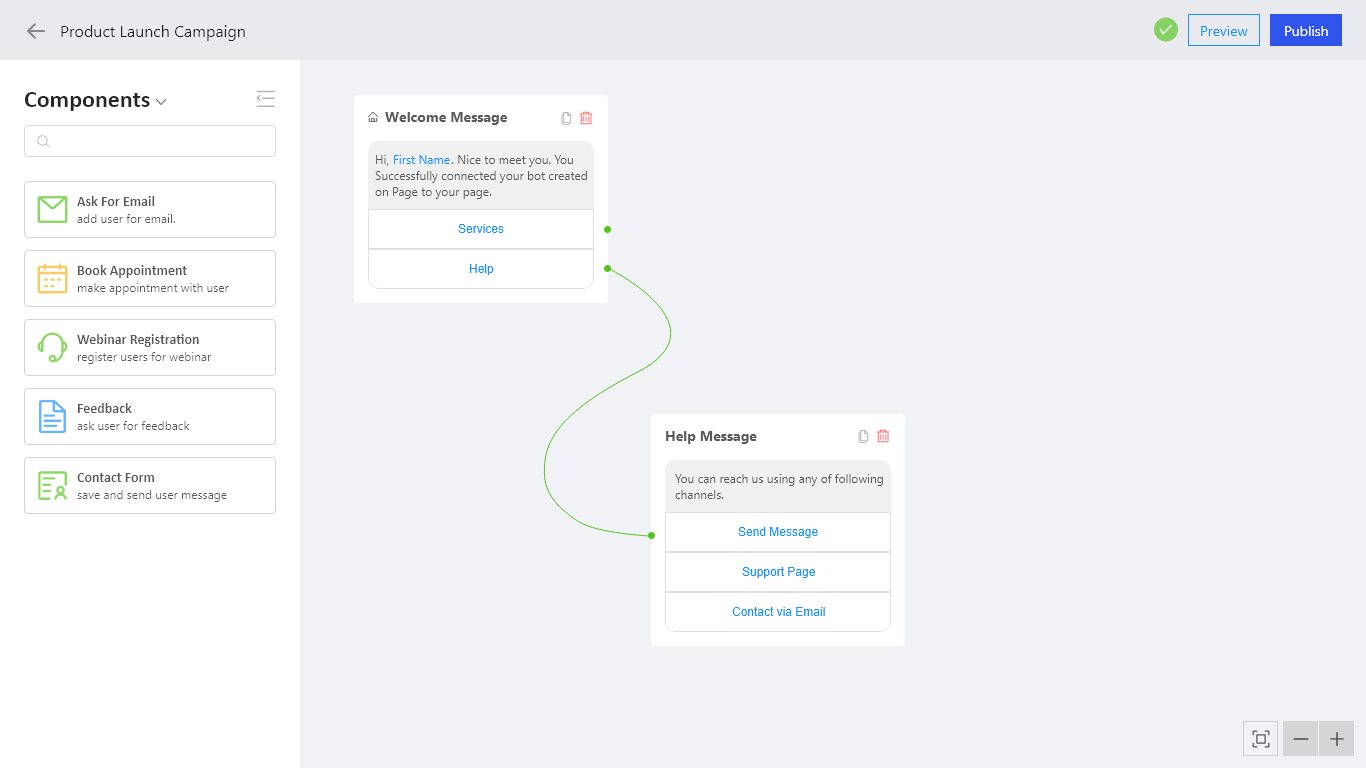 Product Launch Campaign
Preview
Publish
Components
Ask For Email
add user for email.
Book Appointment
make appointment with user
Webinar Registration
register users for webinar
Feedback
ask user for feedback
Contact Form
save and send user message
Welcome Message
Hi, First Name. Nice to meet you. You
Successfully connected your bot created
on Page to your page.
Services
Help
Help Message
You can reach us using any of following
channels.
Send Message
Support Page
Contact via Email